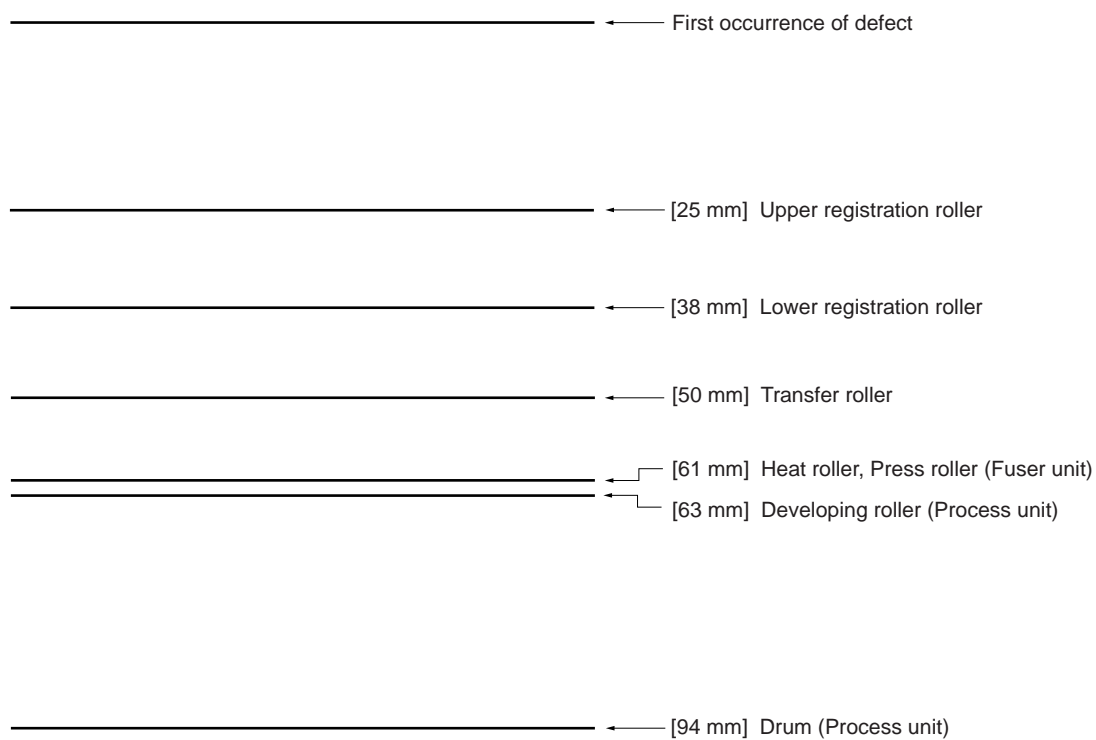 First occurrence of defect
[25 mm] Upper registration roller
[38 mm] Lower registration roller
[50 mm] Transfer roller
[61 mm] Heat roller, Press roller (Fuser unit)
[63 mm] Developing roller (Process unit)
[94 mm] Drum (Process unit)